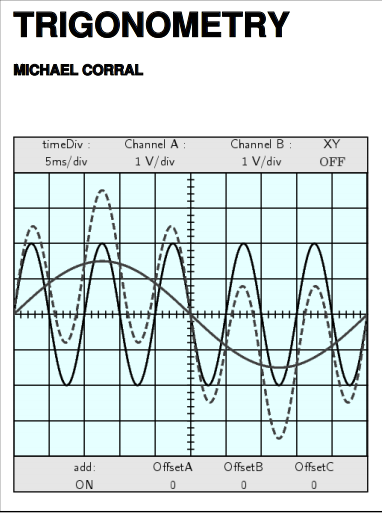 TRIGONOMETRY
MICHAEL CORRAL
timeDiv : Channel A : Channel B : XY
5ms/div 1 V/div 1 V/div OFF
add: OffsetA OffsetB OffsetC
ON 0 0 0